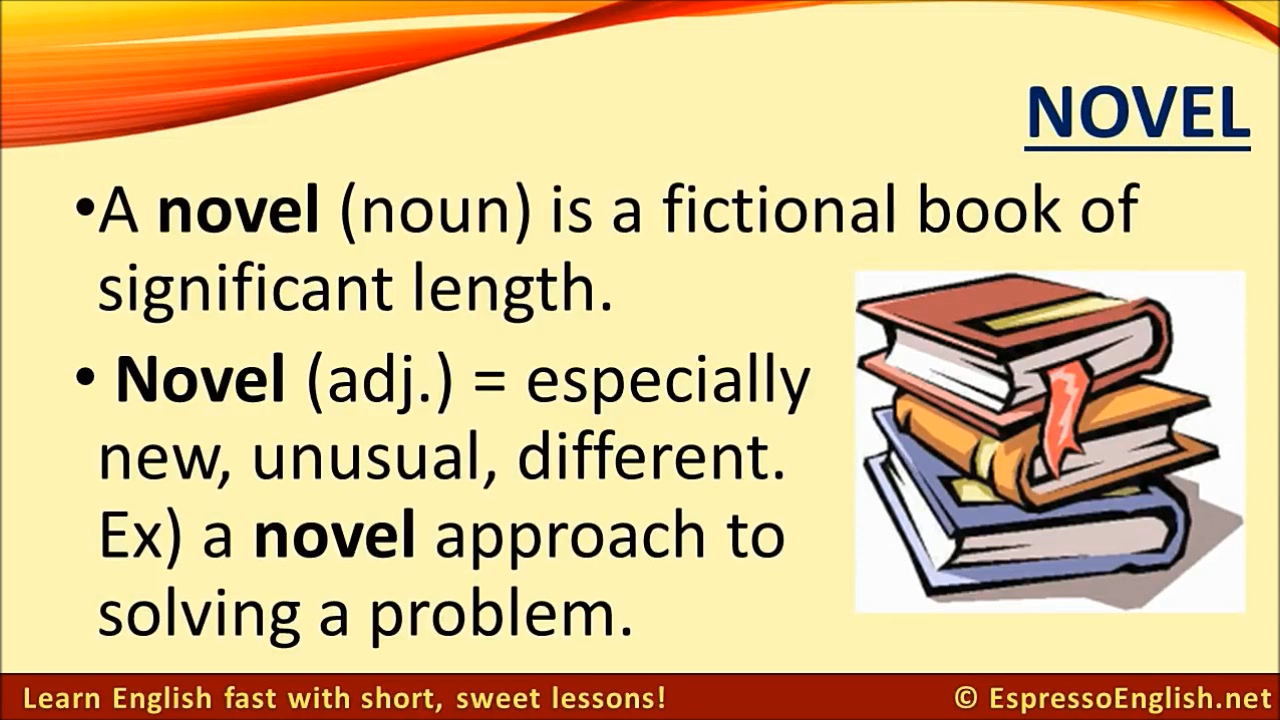 NOVEL
•A novel (noun) is a fictional book of
significant length.
• Novel (adj.) = especially
new, unusual, different.
Ex) a novel approach to
solving a problem.
Learn English fast with short, sweet lessons!
© EspressoEnglish.net